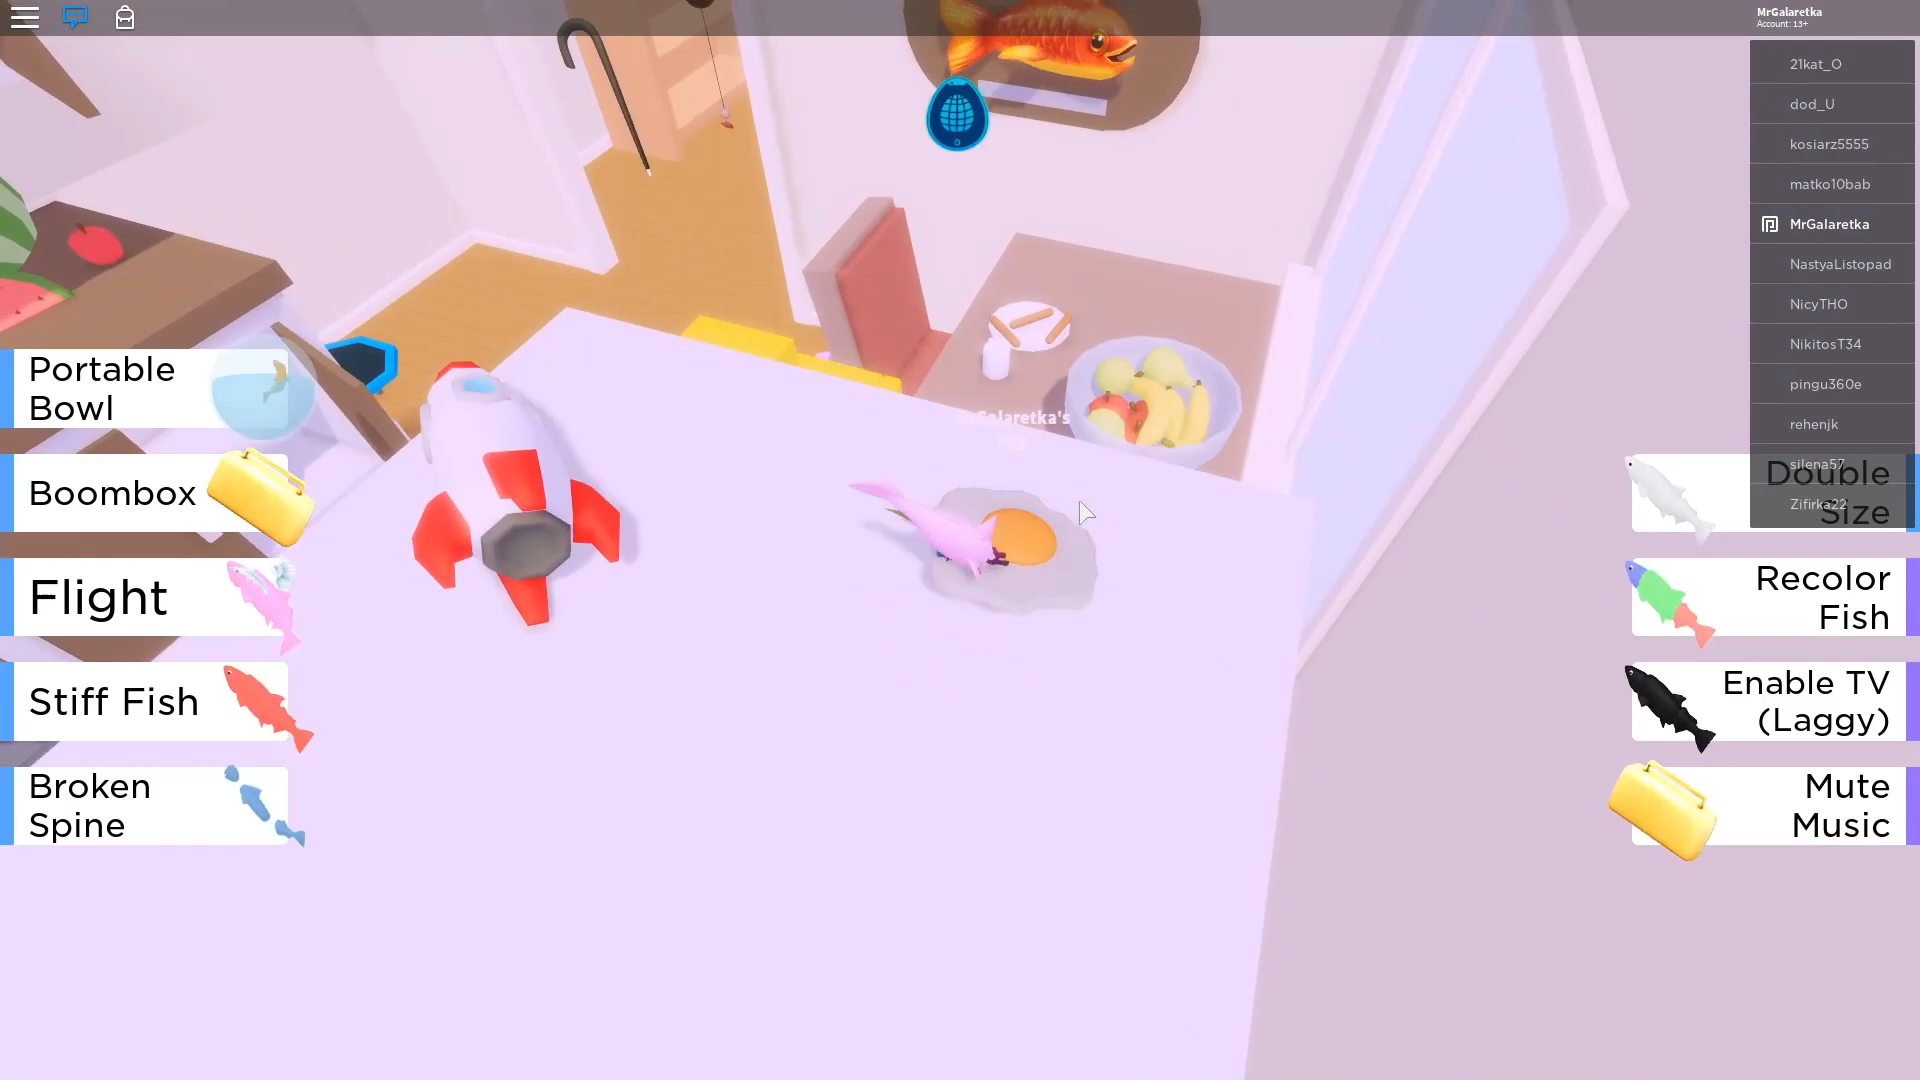 MrGalaretka
Account: 13+
21kat_O
dod_U
kosiarz5555
matko10bab
MrGalaretka
NastyaListopad
NicyTHO
NikitosT34
pingu360e
rehenjk
silena57
Zifirka22
MrGalaretka's
Portable
Bowl
Boombox
Flight
Stiff Fish
Broken
Spine
Double
Size
Recolor
Fish
Enable TV
(Laggy)
Mute
Music